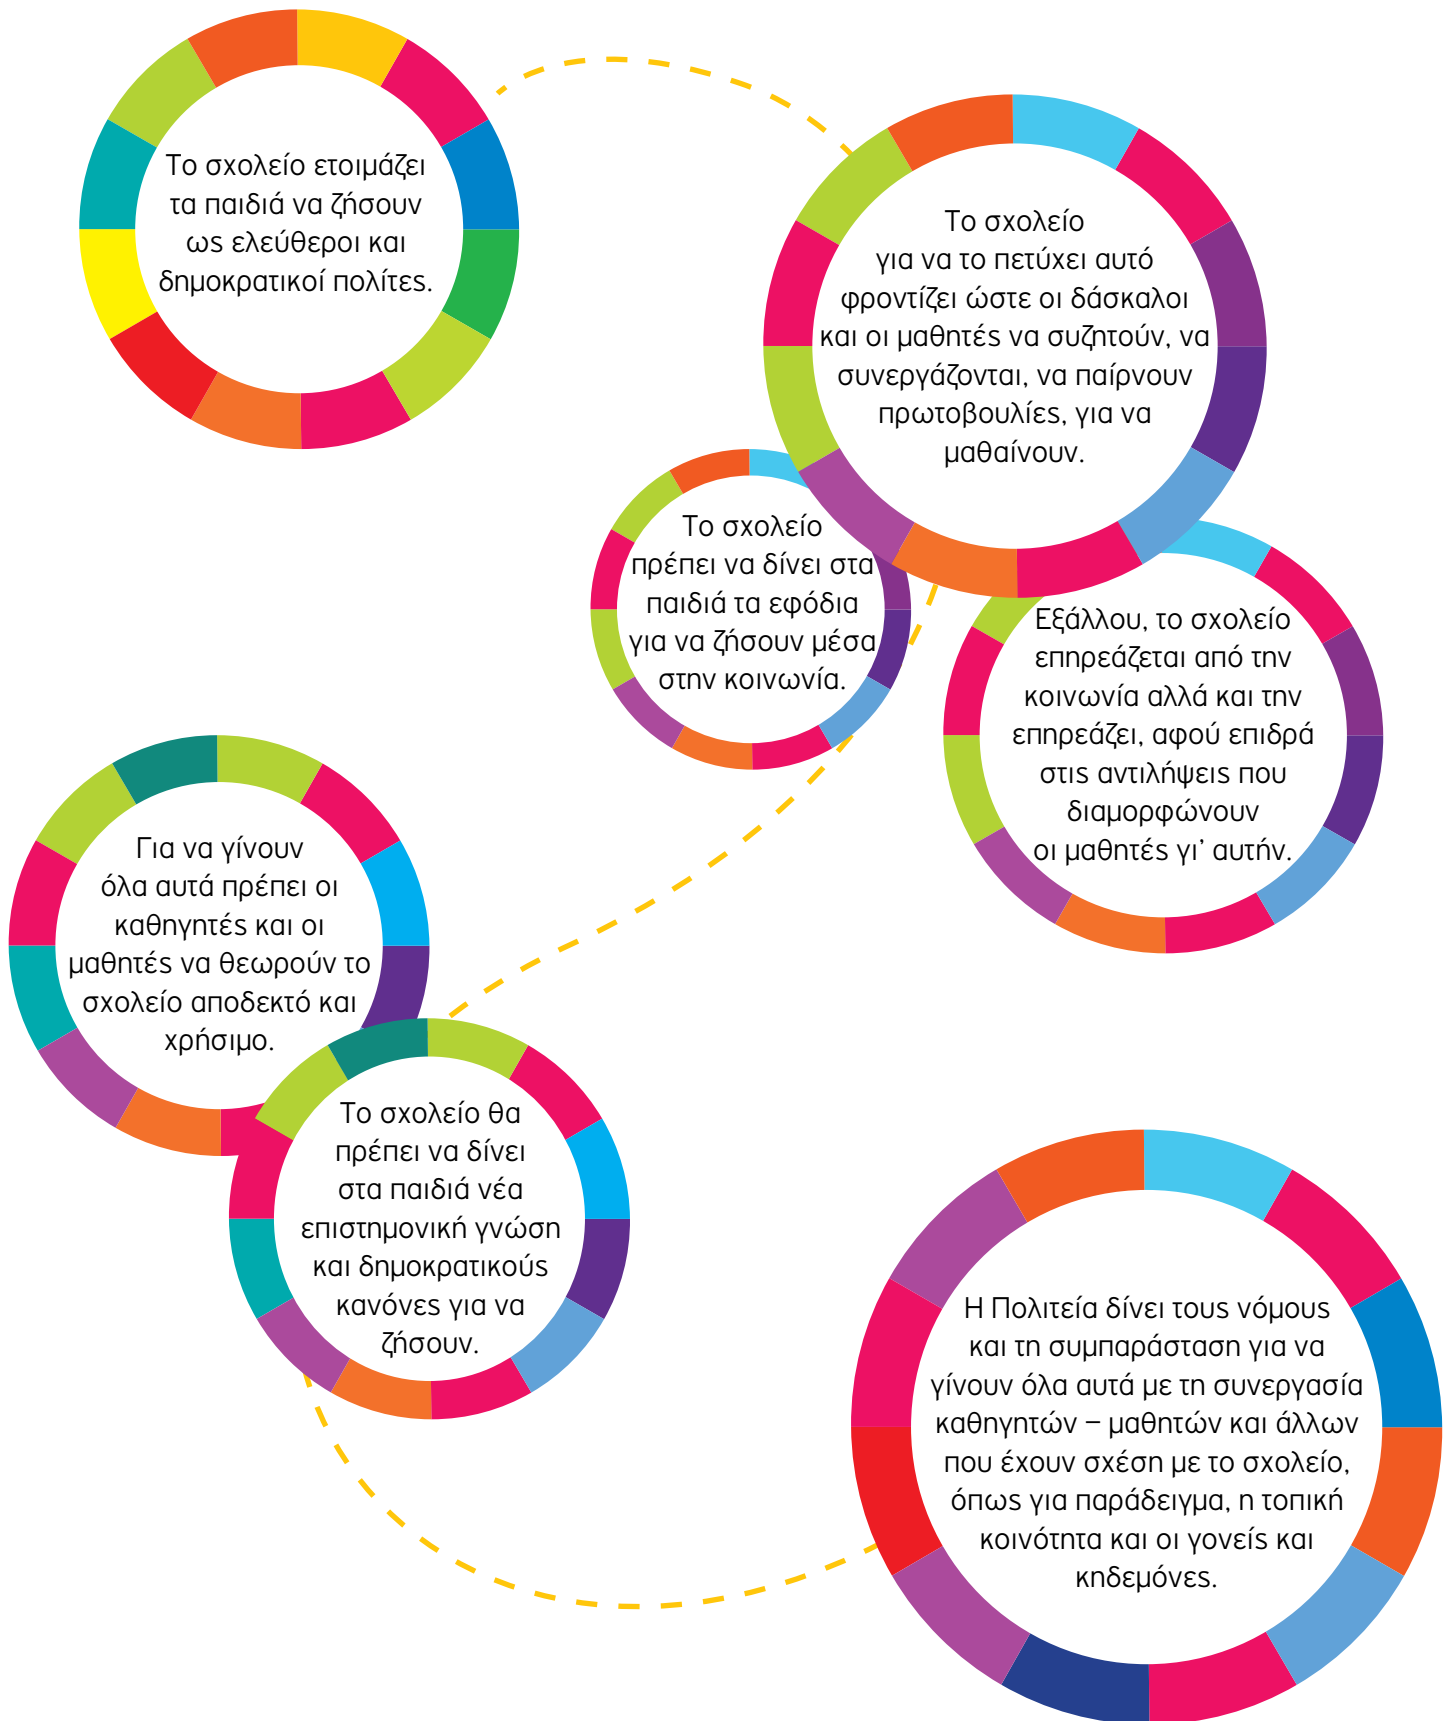 Το σχολείο ετοιμάζει
τα παιδιά να ζήσουν
ως ελεύθεροι και
δημοκρατικοί πολίτες.
Το σχολείο
για να το πετύχει αυτό
φροντίζει ώστε οι δάσκαλοι
και οι μαθητές να συζητούν, να
συνεργάζονται, να παίρνουν
πρωτοβουλίες, για να
μαθαίνουν.
Το σχολείο
πρέπει να δίνει στα
παιδιά τα εφόδια
για να ζήσουν μέσα
στην κοινωνία.
Εξάλλου, το σχολείο
επηρεάζεται από την
κοινωνία αλλά και την
επηρεάζει, αφού επιδρά
στις αντιλήψεις που
διαμορφώνουν
οι μαθητές γι’ αυτήν.
Για να γίνουν
όλα αυτά πρέπει οι
καθηγητές και οι
μαθητές να θεωρούν το
σχολείο αποδεκτό και
χρήσιμο.
Το σχολείο θα
πρέπει να δίνει
στα παιδιά νέα
επιστημονική γνώση
και δημοκρατικούς
κανόνες για να
ζήσουν.
Η Πολιτεία δίνει τους νόμους
και τη συμπαράσταση για να
γίνουν όλα αυτά με τη συνεργασία
καθηγητών – μαθητών και άλλων
που έχουν σχέση με το σχολείο,
όπως για παράδειγμα, η τοπική
κοινότητα και οι γονείς και
κηδεμόνες.